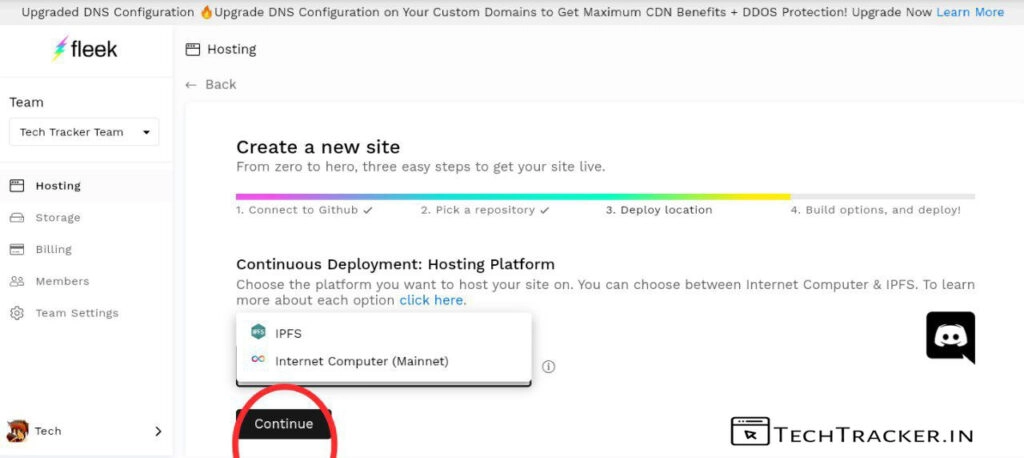 Upgraded DNS Configuration 🔥Upgrade DNS Configuration on Your Custom Domains to Get Maximum CDN Benefits + DDOS Protection! Upgrade Now Learn More
fleek
Team
Tech Tracker Team
Hosting
Storage
Billing
Members
Team Settings
Tech
Hosting
← Back
Create a new site
From zero to hero, three easy steps to get your site live.
1. Connect to Github ✓ 2. Pick a repository ✓ 3. Deploy location 4. Build options, and deploy!
Continuous Deployment: Hosting Platform
Choose the platform you want to host your site on. You can choose between Internet Computer & IPFS. To learn
more about each option click here.
IPFS IPFS
Internet Computer (Mainnet)
Continue
TECHTRACKER.IN